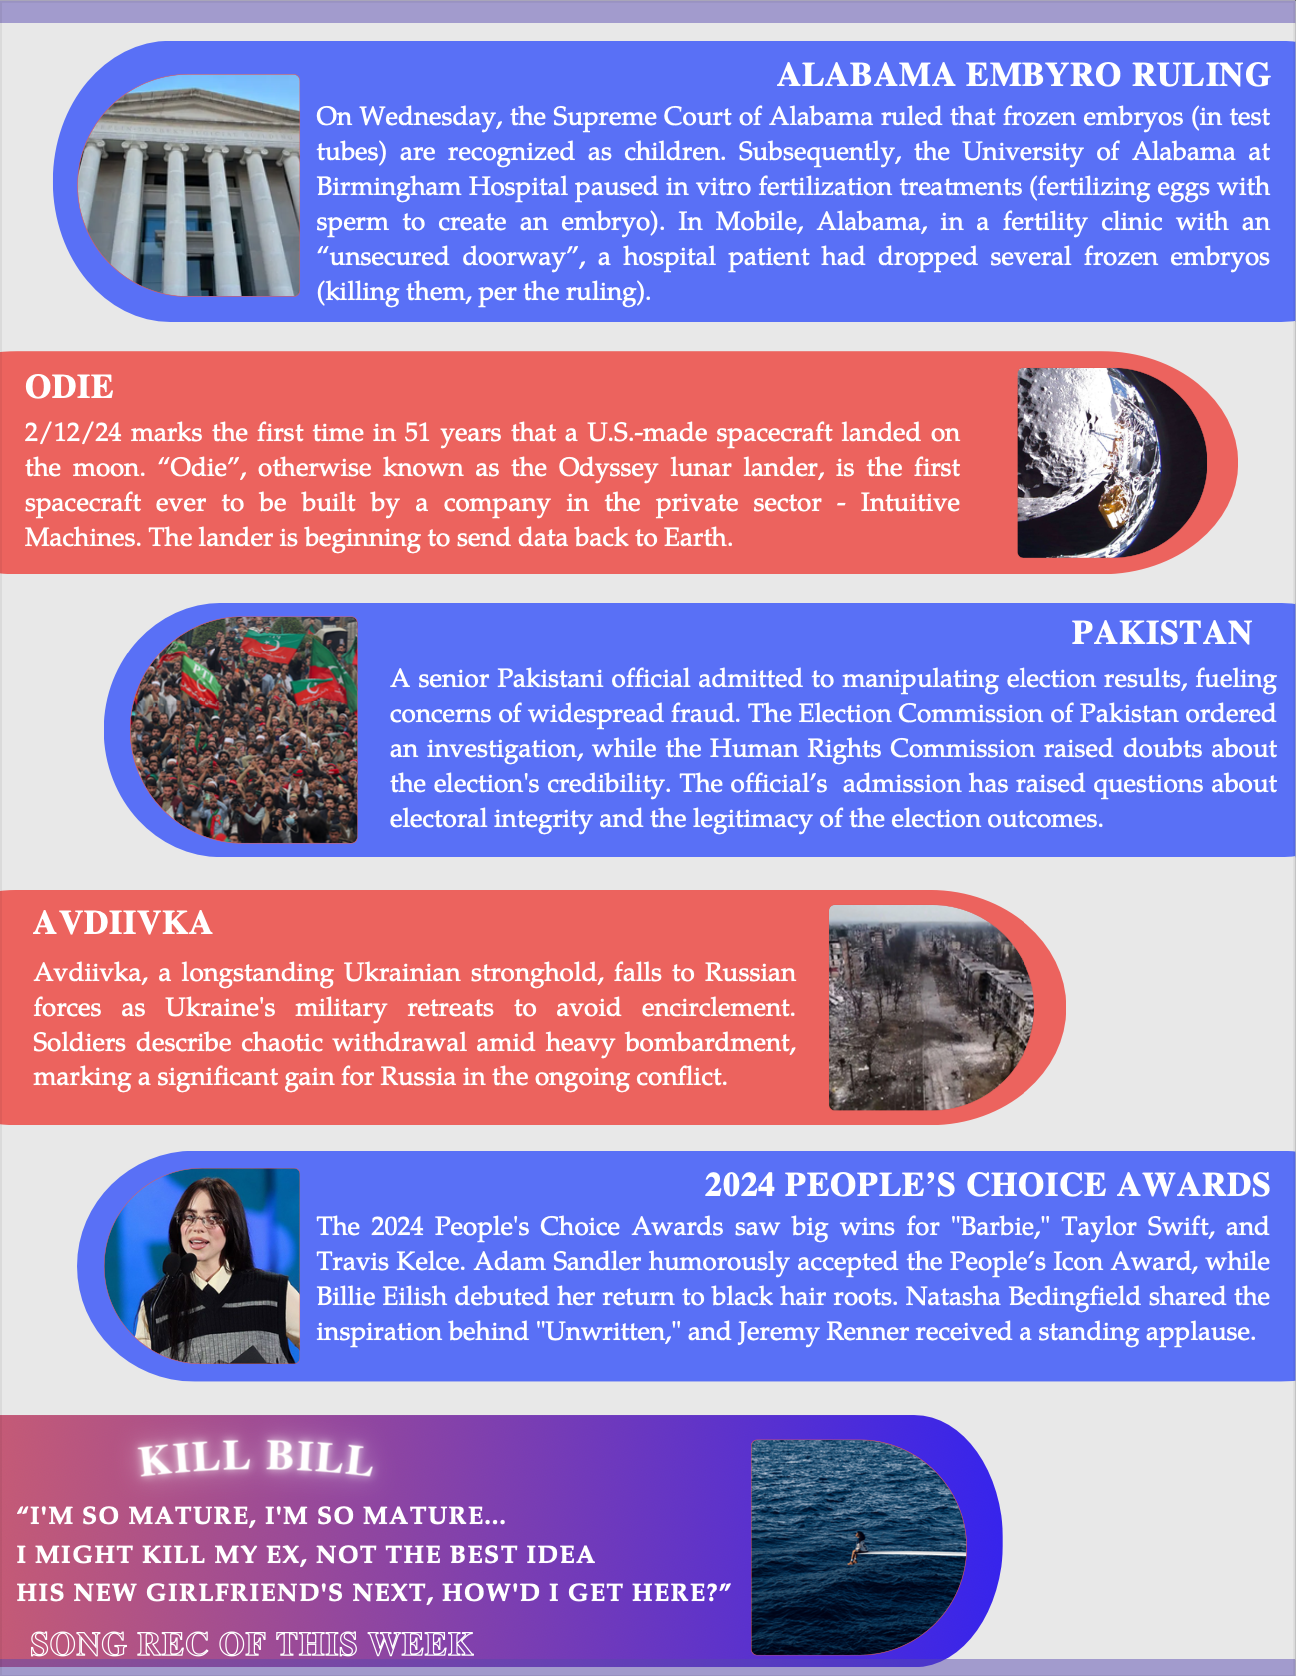 ALABAMA EMBYRO RULING
On Wednesday, the Supreme Court of Alabama ruled that frozen embryos (in test
tubes) are recognized as children. Subsequently, the University of Alabama at
Birmingham Hospital paused in vitro fertilization treatments (fertilizing eggs with
sperm to create an embryo). In Mobile, Alabama, in a fertility clinic with an
“unsecured doorway”, a hospital patient had dropped several frozen embryos
(killing them, per the ruling).
ODIE
2/12/24 marks the first time in 51 years that a U.S.-made spacecraft landed on
the moon. “Odie”, otherwise known as the Odyssey lunar lander, is the first
spacecraft ever to be built by a company in the private sector - Intuitive
Machines. The lander is beginning to send data back to Earth.
PAKISTAN
PTI
A senior Pakistani official admitted to manipulating election results, fueling
concerns of widespread fraud. The Election Commission of Pakistan ordered
an investigation, while the Human Rights Commission raised doubts about
the election's credibility. The official’s  admission has raised questions about
electoral integrity and the legitimacy of the election outcomes.
AVDIIVKA
Avdiivka, a longstanding Ukrainian stronghold, falls to Russian
forces as Ukraine's military retreats to avoid encirclement.
Soldiers describe chaotic withdrawal amid heavy bombardment,
marking a significant gain for Russia in the ongoing conflict.
2024 PEOPLE’S CHOICE AWARDS
The 2024 People's Choice Awards saw big wins for "Barbie," Taylor Swift, and
Travis Kelce. Adam Sandler humorously accepted the People’s Icon Award, while
Billie Eilish debuted her return to black hair roots. Natasha Bedingfield shared the
inspiration behind "Unwritten," and Jeremy Renner received a standing applause.
KILL BILL
“I'M SO MATURE, I'M SO MATURE...
I MIGHT KILL MY EX, NOT THE BEST IDEA
HIS NEW GIRLFRIEND'S NEXT, HOW'D I GET HERE?”
SONG REC OF THIS WEEK